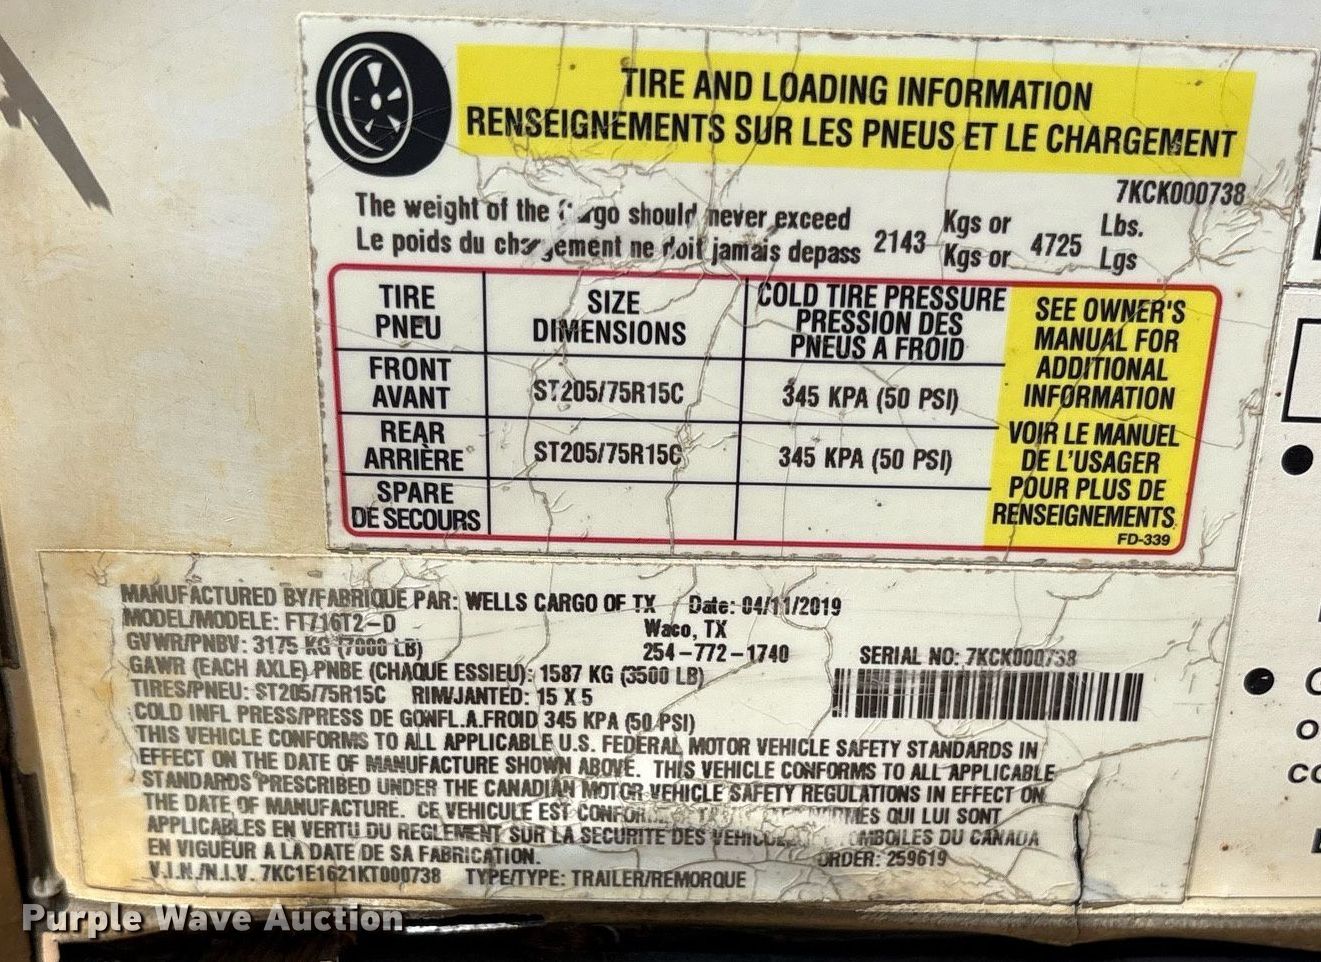 TIRE AND LOADING INFORMATION
RENSEIGNEMENTS SUR LES PNEUS ET LE CHARGEMENT
7KCK000738
The weight of the should never exceed Kgs or Lbs.
Le poids du chargement ne doit jamais depass 2143 Kgs or 4725 Lgs
TIRE
PNEU
SIZE
DIMENSIONS
COLD TIRE PRESSURE
PRESSION DES
PNEUS A FROID
FRONT
AVANT
ST205/75R15C
345 KPA (50 PSI)
REAR
ARRIÈRE
ST205/75R15C
345 KPA (50 PSI)
SPARE
DE SECOURS
SEE OWNER'S
MANUAL FOR
ADDITIONAL
INFORMATION
VOIR LE MANUEL
DE L'USAGER
POUR PLUS DE
RENSEIGNEMENTS
FD-339
MANUFACTURED BY/FABRIQUE PAR: WELLS CARGO OF TX Date: 04/11/2019
MODEL/MODELE: FT716T2-D Waco, TX
GVWR/PNBV: 3175 KG (7000 LB) 254-772-1740
GAWR (EACH AXLE) PNBE (CHAQUE ESSIEU): 1587 KG (3500 LB)
SERIAL NO: 7KCK000738
TIRES/PNEU: ST205/75R15C RIM/JANTED: 15 X 5
COLD INFL PRESS/PRESS DE GONFL.A.FROID 345 KPA (50 PSI)
THIS VEHICLE CONFORMS TO ALL APPLICABLE U.S. FEDERAL MOTOR VEHICLE SAFETY STANDARDS IN
EFFECT ON THE DATE OF MANUFACTURE SHOWN ABOVE. THIS VEHICLE CONFORMS TO ALL APPLICABLE
STANDARDS PRESCRIBED UNDER THE CANADIAN MOTOR VEHICLE SAFETY REGULATIONS IN EFFECT ON
THE DATE OF MANUFACTURE. CE VEHICULE EST QUI LUI SONT
APPLICABLES EN VERTU DU REGLEMENT SUR LA SECURITE DES DU CANADA
EN VIGUEUR A LA DATE DE SA FABRICATION. ORDER: 259619
V.I.N./N.I.V. 7KC1E1621KT000738 TYPE/TYPE: TRAILER/REMORQUE
Purple Wave Auction